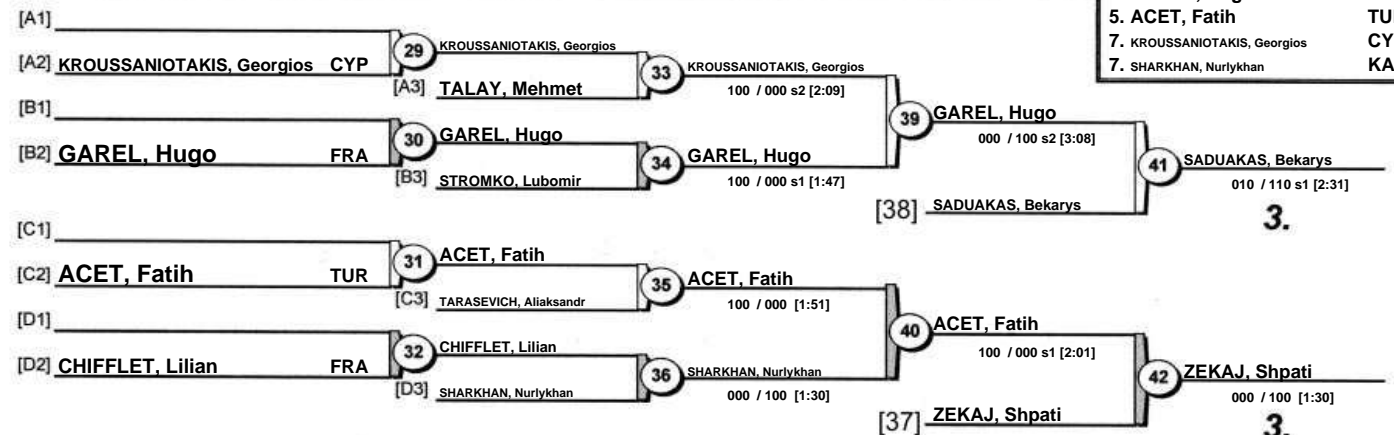 [A1]
[A2] KROUSSANIOTAKIS, Georgios CYP
29
KROUSSANIOTAKIS, Georgios
[A3] TALAY, Mehmet
33
KROUSSANIOTAKIS, Georgios
100 / 000 s2 [2:09]
[B1]
[B2] GAREL, Hugo FRA
30
GAREL, Hugo
[B3] STROMKO, Lubomir
34
GAREL, Hugo
100 / 000 s1 [1:47]
39
GAREL, Hugo
000 / 100 s2 [3:08]
[38] SADUAKAS, Bekarys
41
SADUAKAS, Bekarys
010 / 110 s1 [2:31]
3.
[C1]
[C2] ACET, Fatih TUR
31
ACET, Fatih
[C3] TARASEVICH, Aliaksandr
35
ACET, Fatih
100 / 000 [1:51]
[D1]
[D2] CHIFFLET, Lilian FRA
32
CHIFFLET, Lilian
[D3] SHARKHAN, Nurlykhan
36
SHARKHAN, Nurlykhan
000 / 100 [1:30]
40
ACET, Fatih
100 / 000 s1 [2:01]
[37] ZEKAJ, Shpati
42
ZEKAJ, Shpati
000 / 100 [1:30]
3.
5. ACET, Fatih TU
7. KROUSSANIOTAKIS, Georgios CY
7. SHARKHAN, Nurlykhan KA